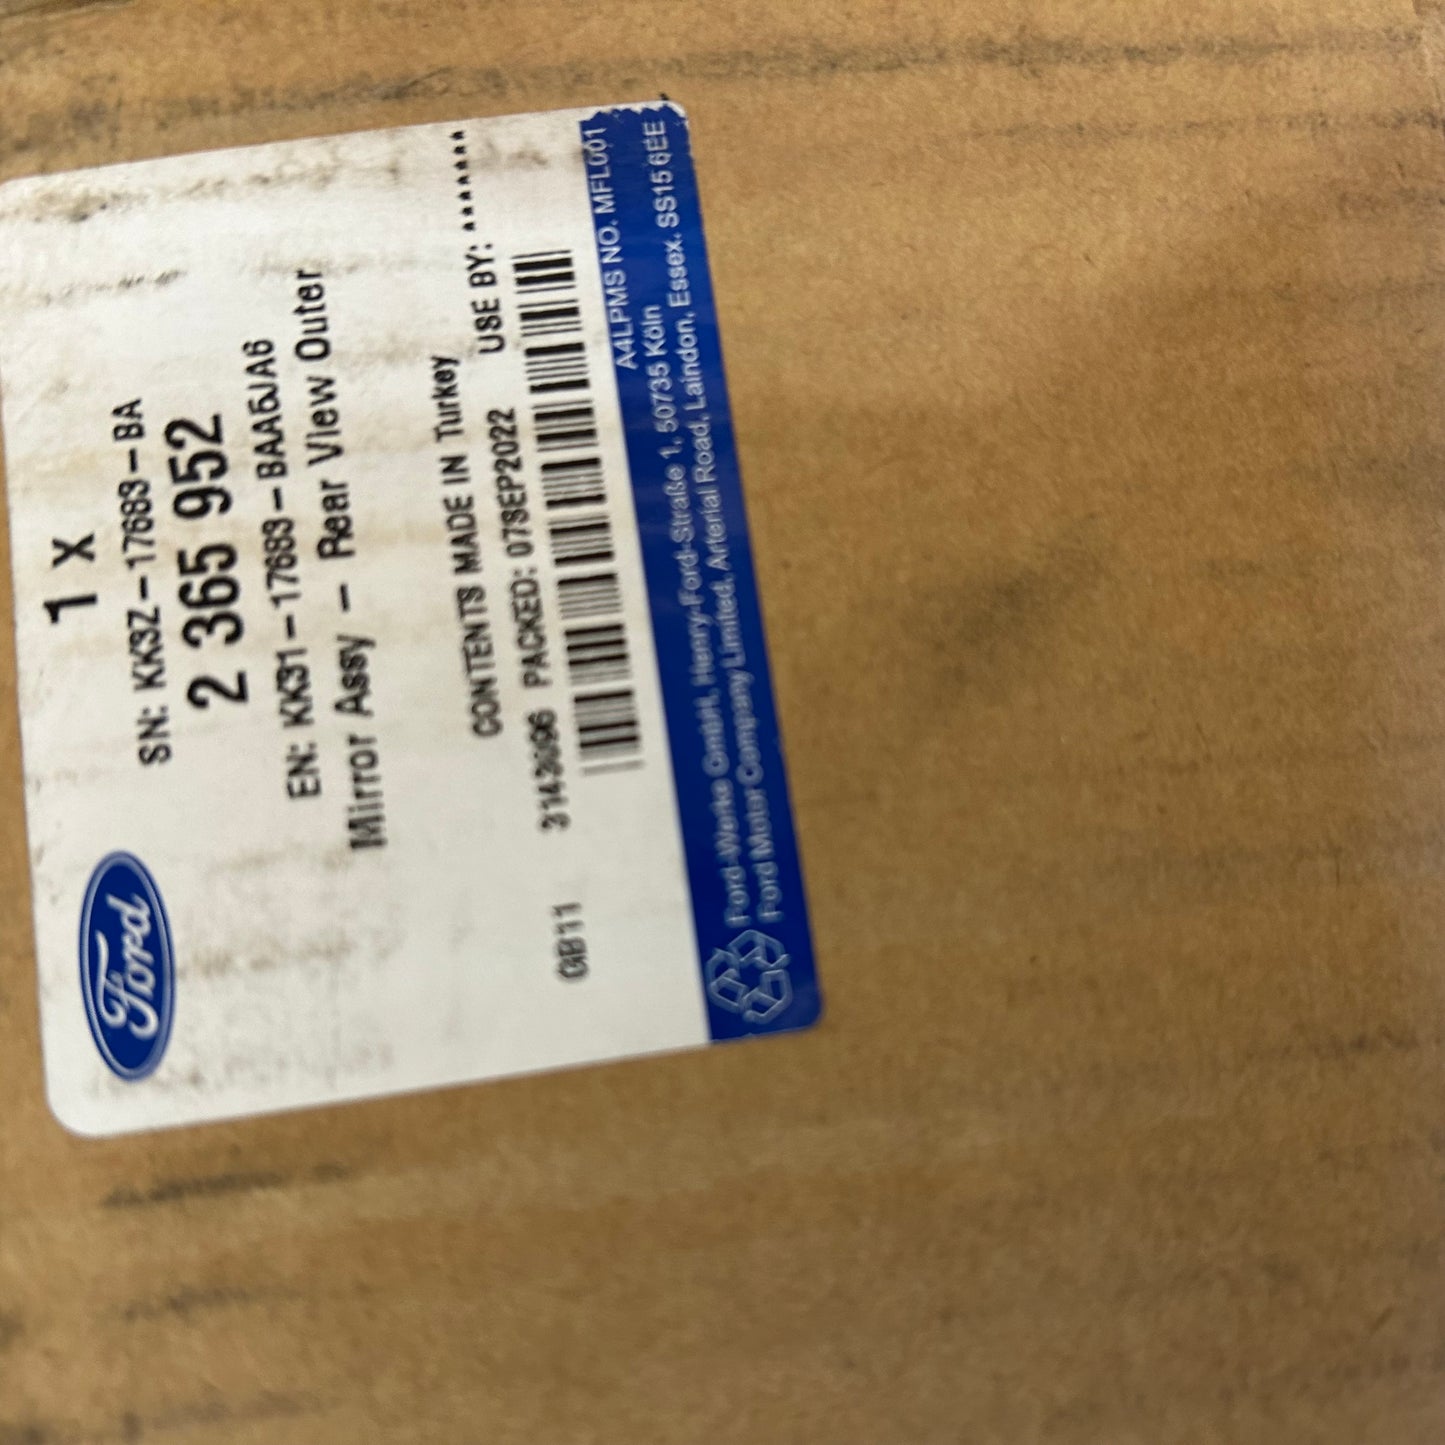 Ford
1 X
SN: KK3Z-17683-BA
2 365 952
EN: KK31-17683-BAA5JA6
Mirror Assy - Rear View Outer
CONTENTS MADE IN Turkey
GB11 3143096 PACKED: 07SEP2022 USE BY: *******
A4LPMS NO. MFL001
Ford-Werke GmbH, Henry-Ford-Straße 1, 50735 Köln
Ford Motor Company Limited, Arterial Road, Laindon, Essex. SS15 6EE